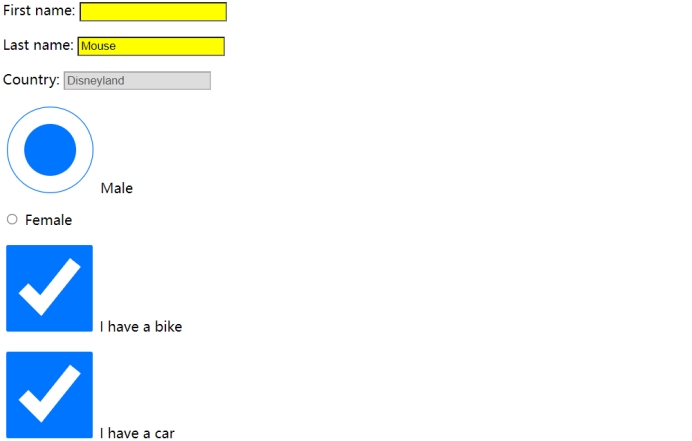 First name:
Last name: Mouse
Country: Disneyland
Male
Female
I have a bike
I have a car